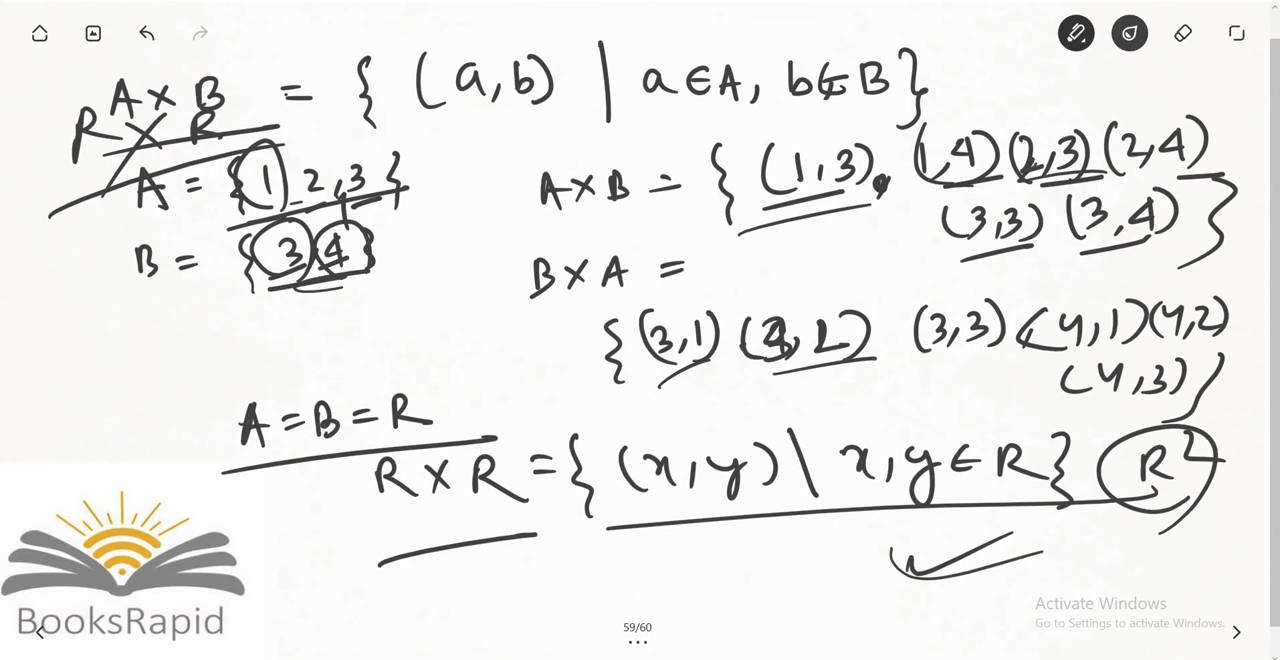 A × B = { (a,b) | a ∈ A, b ∈ B }
R × R
A = {1, 2, 3}
B = {3, 4}
A × B = { (1,3), (1,4) (2,3) (2,4)
(3,3) (3,4) }
B × A =
{ (3,1) (3,2) (3,3) (4,1) (4,2)
(4,3) }
A = B = R
R × R = { (x,y) \ x,y ∈ R } R²
BooksRapid
Activate Windows
Go to Settings to activate Windows.
59/60